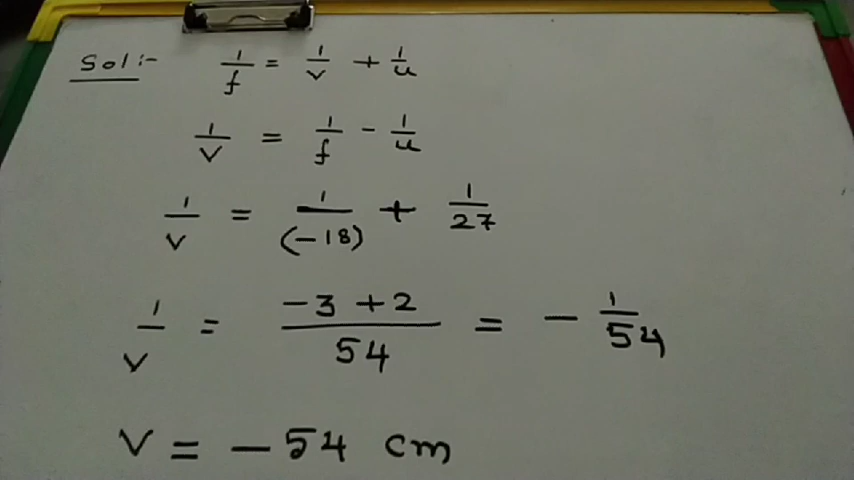 Sol:- 1/f = 1/v + 1/u
1/v = 1/f - 1/u
1/v = 1/(-18) + 1/27
1/v = (-3+2)/54 = -1/54
v = -54 cm